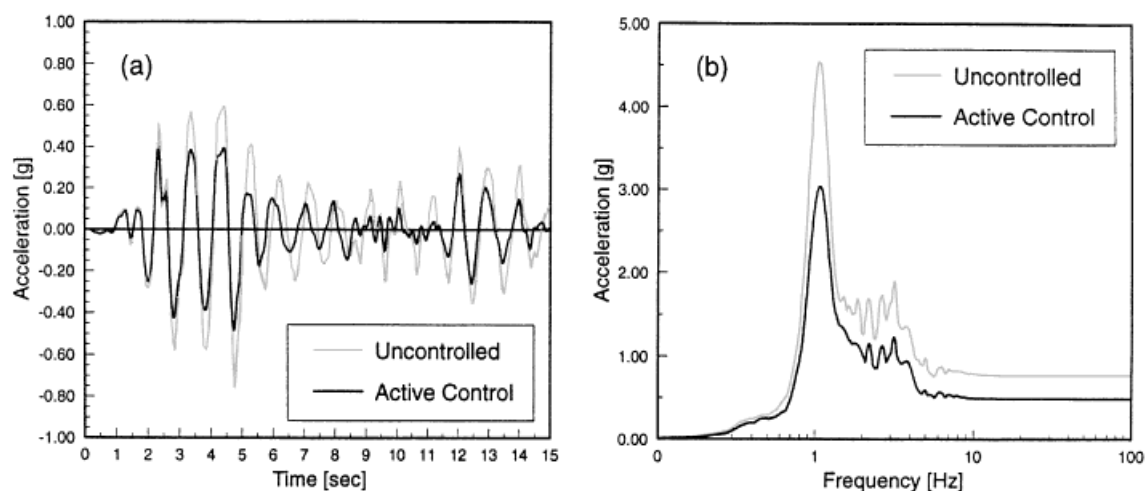 (a)
Acceleration [g]
1.00
0.80
0.60
0.40
0.20
0.00
-0.20
-0.40
-0.60
-0.80
-1.00
0 1 2 3 4 5 6 7 8 9 10 11 12 13 14 15
Time [sec]
Uncontrolled
Active Control
(b)
Acceleration [g]
5.00
4.00
3.00
2.00
1.00
0.00
0 1 10 100
Frequency [Hz]
Uncontrolled
Active Control